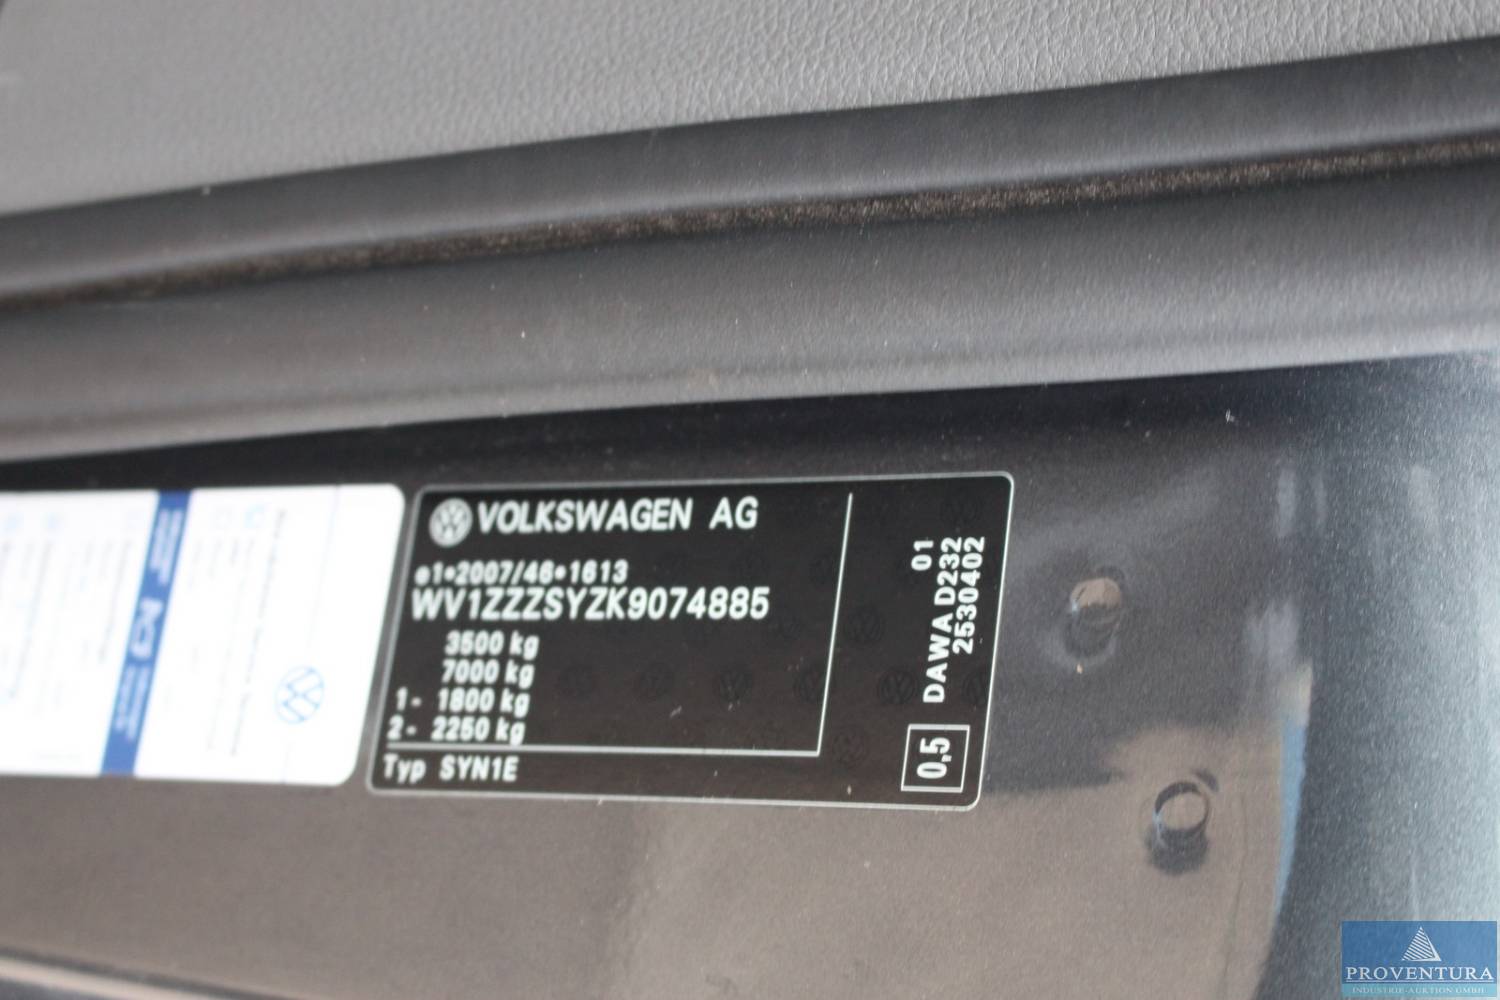 VOLKSWAGEN AG
e1*2007/46*1613
WV1ZZZSYZK9074885
3500 kg
7000 kg
1- 1800 kg
2- 2250 kg
Typ SYN1E
0,5
DAWA D232
01
2530402
PROVENTURA
INDUSTRIE-AUKTION GMBH